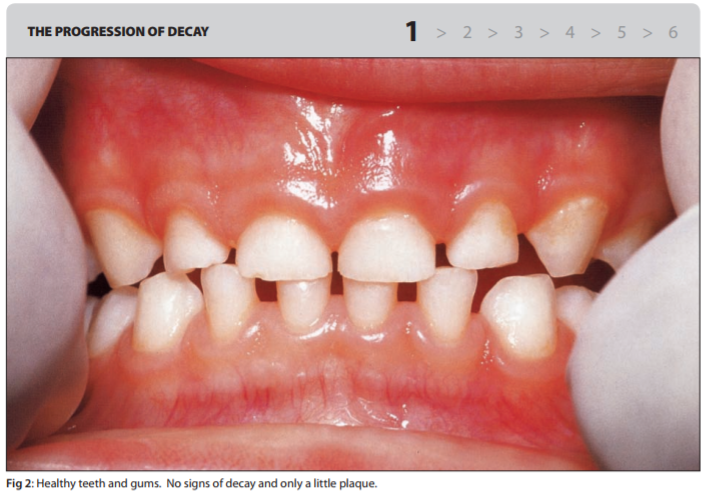 THE PROGRESSION OF DECAY 1 > 2 > 3 > 4 > 5 > 6
Fig 2: Healthy teeth and gums. No signs of decay and only a little plaque.